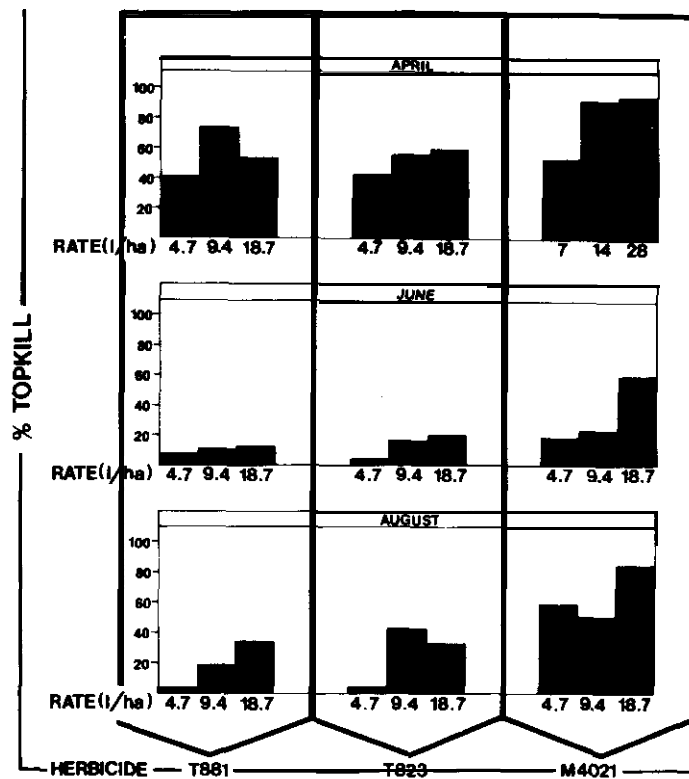 APRIL
100
80
60
40
20
RATE(l/ha) 4.7 9.4 18.7 4.7 9.4 18.7 7 14 28
JUNE
100
80
60
40
20
RATE(l/ha) 4.7 9.4 18.7 4.7 9.4 18.7 4.7 9.4 18.7
AUGUST
100
80
60
40
20
RATE(l/ha) 4.7 9.4 18.7 4.7 9.4 18.7 4.7 9.4 18.7
% TOPKILL
HERBICIDE T881 T823 M4021